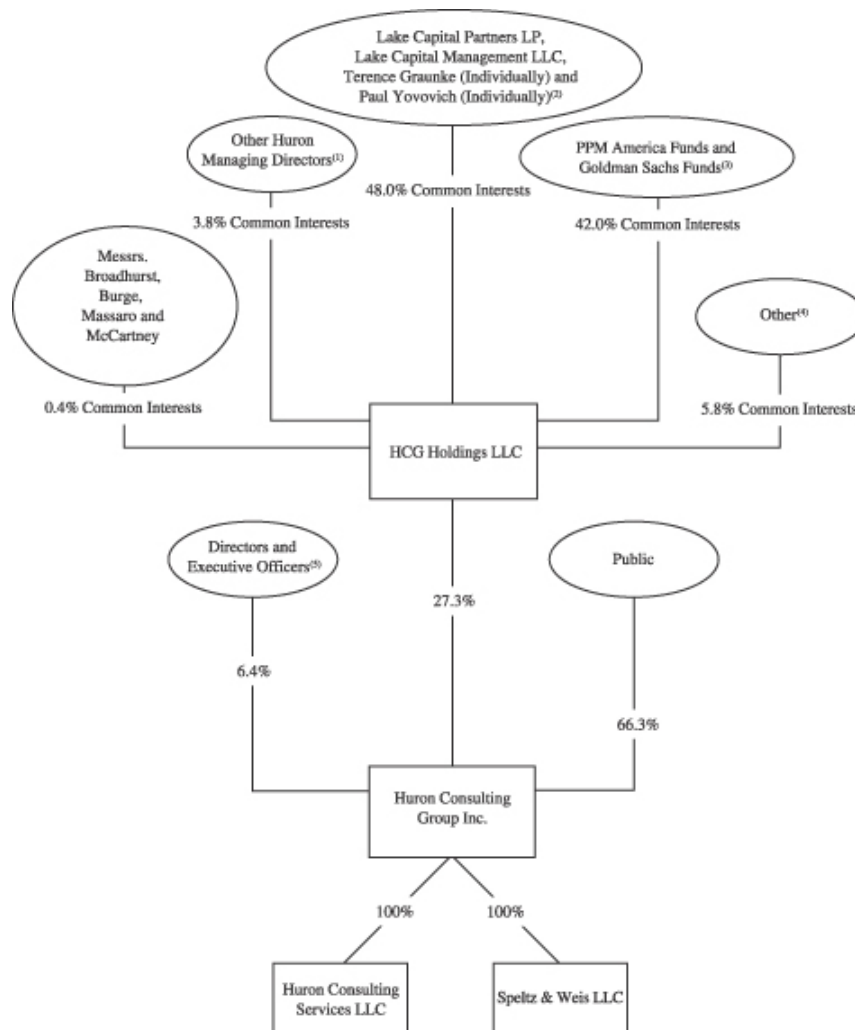 Lake Capital Partners LP,
Lake Capital Management LLC,
Terence Graunke (Individually) and
Paul Yovovich (Individually)(2)
Other Huron
Managing Directors(1)
PPM America Funds and
Goldman Sachs Funds(3)
48.0% Common Interests
3.8% Common Interests
42.0% Common Interests
Messrs.
Broadhurst,
Burge,
Massaro and
McCartney
Other(4)
0.4% Common Interests
5.8% Common Interests
HCG Holdings LLC
Directors and
Executive Officers(5)
Public
27.3%
6.4%
66.3%
Huron Consulting
Group Inc.
100%
100%
Huron Consulting
Services LLC
Speltz & Weis LLC